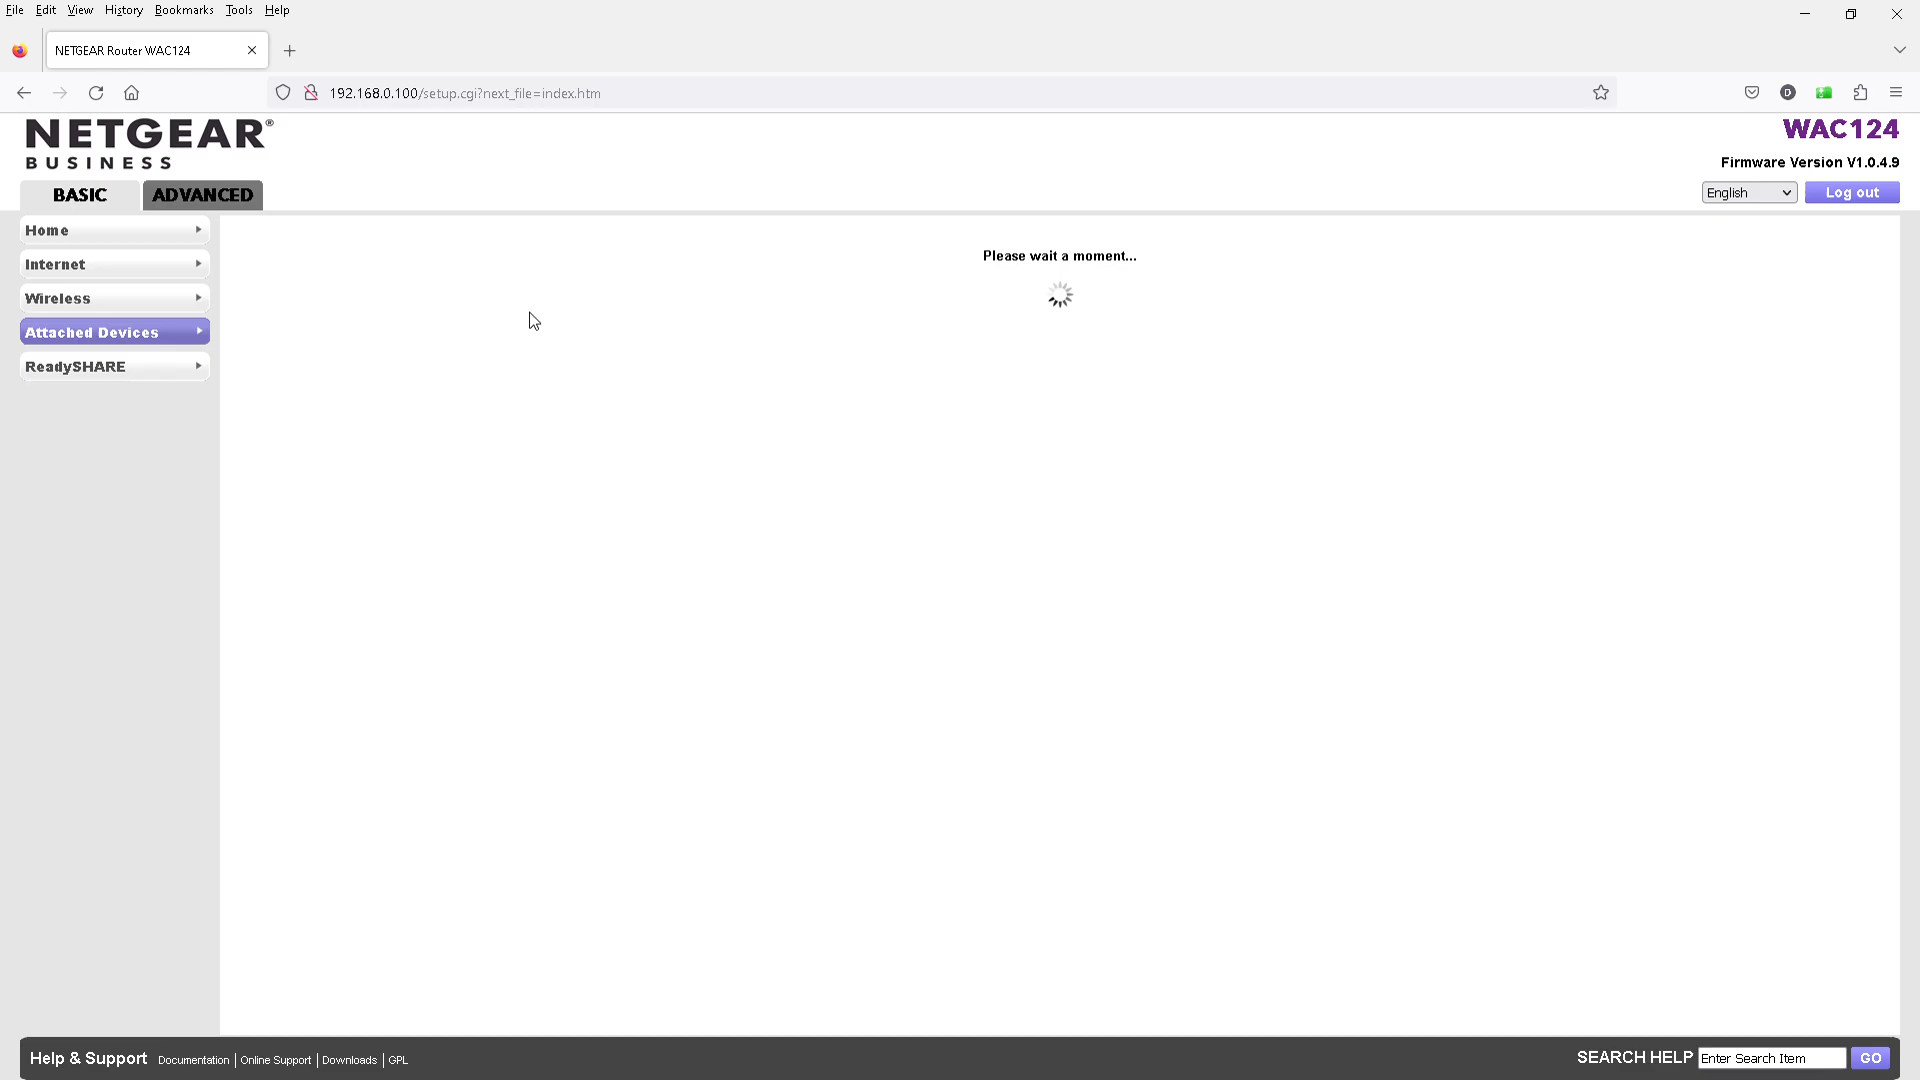 File Edit View History Bookmarks Tools Help
NETGEAR Router WAC124
192.168.0.100/setup.cgi?next_file=index.htm
NETGEAR®
BUSINESS
WAC124
Firmware Version V1.0.4.9
BASIC
ADVANCED
English
Log out
Home
Internet
Wireless
Attached Devices
ReadySHARE
Please wait a moment...
Help & Support Documentation | Online Support | Downloads | GPL
SEARCH HELP Enter Search Item GO